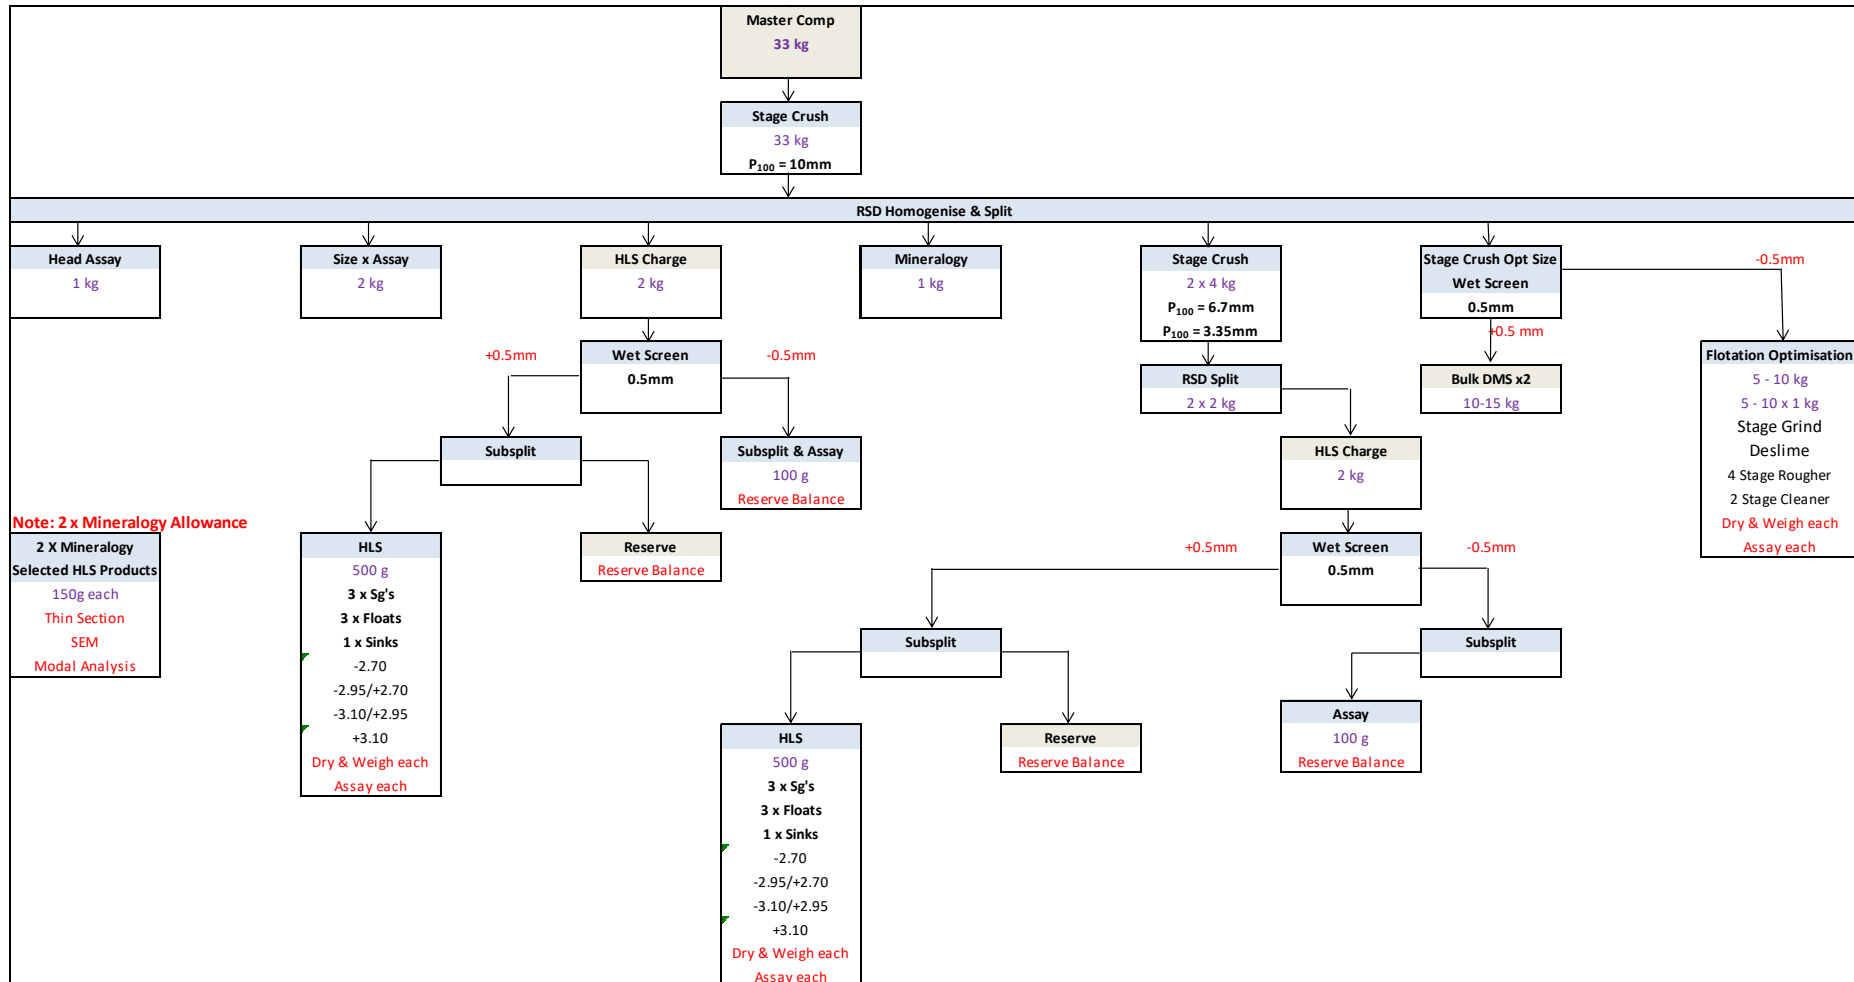 Master Comp
33 kg
Stage Crush
33 kg
P₁₀₀ = 10mm
RSD Homogenise & Split
Head Assay
1 kg
Size x Assay
2 kg
HLS Charge
2 kg
Mineralogy
1 kg
Stage Crush
2 x 4 kg
P₁₀₀ = 6.7mm
P₁₀₀ = 3.35mm
Stage Crush Opt Size
Wet Screen
0.5mm
-0.5mm
+0.5 mm
+0.5mm
Wet Screen
0.5mm
-0.5mm
RSD Split
2 x 2 kg
Bulk DMS x2
10-15 kg
Flotation Optimisation
5 - 10 kg
5 - 10 x 1 kg
Stage Grind
Deslime
4 Stage Rougher
2 Stage Cleaner
Dry & Weigh each
Assay each
Subsplit
Subsplit & Assay
100 g
Reserve Balance
HLS Charge
2 kg
Note: 2 x Mineralogy Allowance
2 X Mineralogy
Selected HLS Products
150g each
Thin Section
SEM
Modal Analysis
HLS
500 g
3 x Sg's
3 x Floats
1 x Sinks
-2.70
-2.95/+2.70
-3.10/+2.95
+3.10
Dry & Weigh each
Assay each
Reserve
Reserve Balance
+0.5mm
Wet Screen
0.5mm
-0.5mm
Subsplit
Subsplit
HLS
500 g
3 x Sg's
3 x Floats
1 x Sinks
-2.70
-2.95/+2.70
-3.10/+2.95
+3.10
Dry & Weigh each
Assay each
Reserve
Reserve Balance
Assay
100 g
Reserve Balance